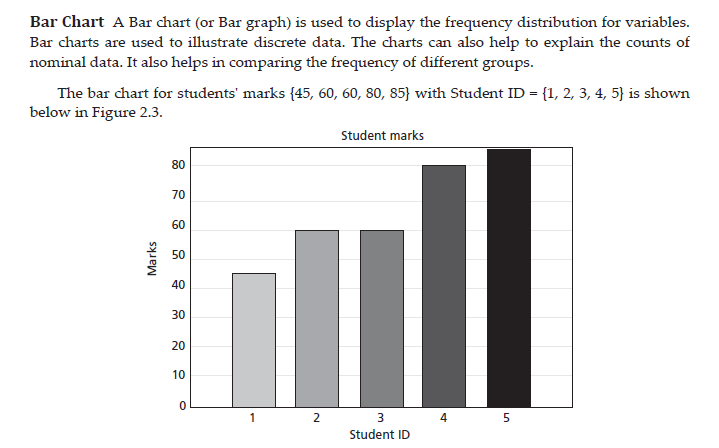 Bar Chart A Bar chart (or Bar graph) is used to display the frequency distribution for variables.
Bar charts are used to illustrate discrete data. The charts can also help to explain the counts of
nominal data. It also helps in comparing the frequency of different groups.
The bar chart for students' marks {45, 60, 60, 80, 85} with Student ID = {1, 2, 3, 4, 5} is shown
below in Figure 2.3.
Student marks
80
70
60
50
40
30
20
10
0
Marks
1 2 3 4 5
Student ID